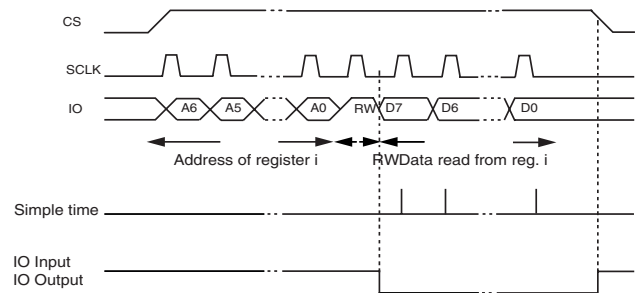 CS
SCLK
IO A6 A5 A0 RW D7 D6 D0
Address of register i RWData read from reg. i
Simple time
IO Input
IO Output